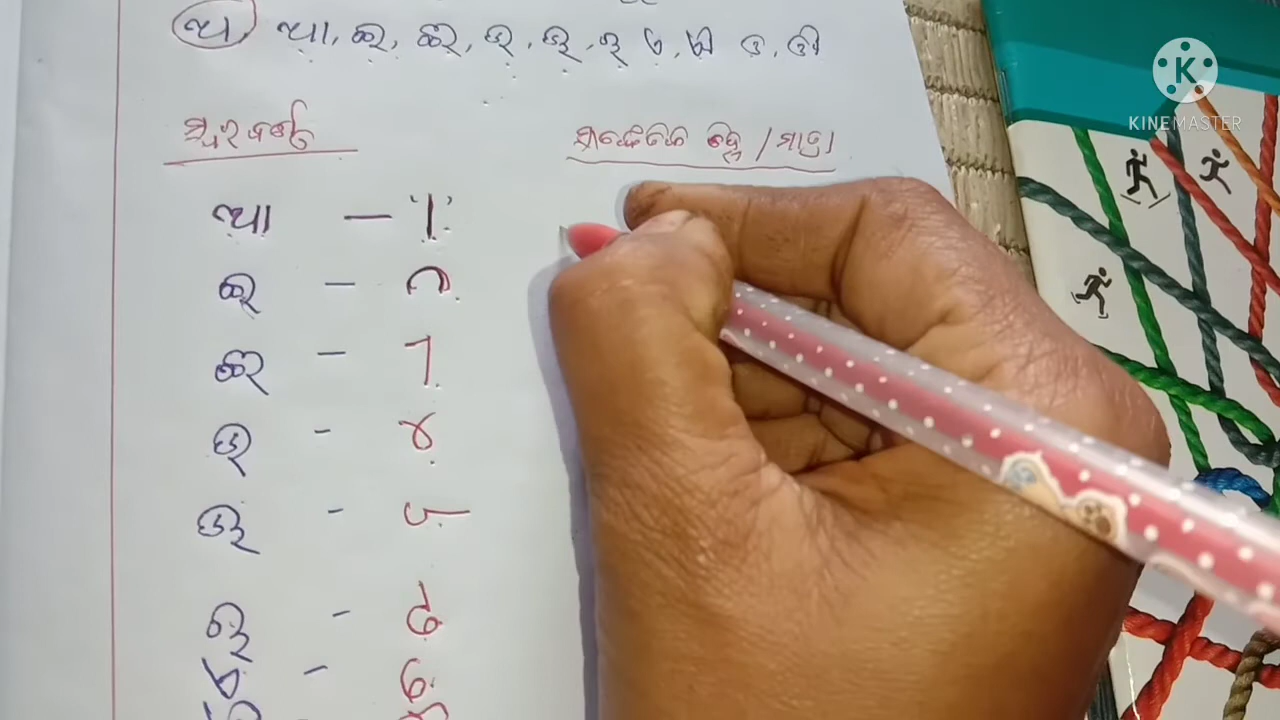 ଅ, ଆ, ଇ, ଈ, ଉ, ଊ, ଋ, ଏ, ଐ, ଓ, ଔ
KINEMASTER
ସ୍ୱରବର୍ଣ୍ଣ
ସାଙ୍କେତିକ ଚିହ୍ନ / ମାତ୍ରା
ଆ — ା
ଇ - ି
ଈ - ୀ
ଉ - ୁ
ଊ - ୂ
ଋ - ୃ
ଏ - େ